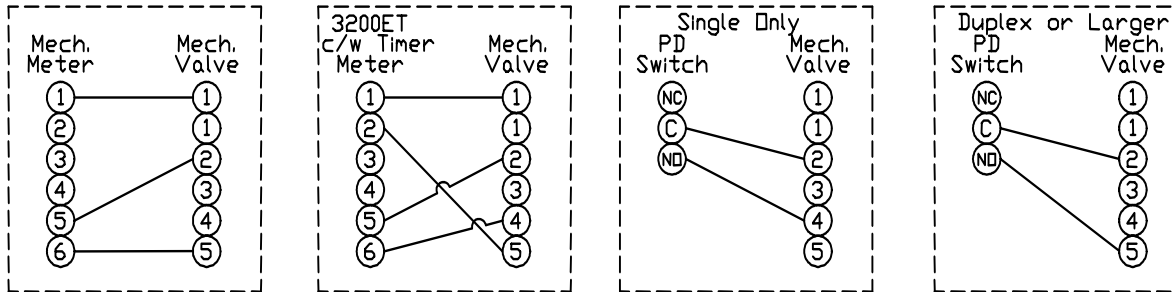 Mech. Meter
Mech. Valve
1 1
2 1
3 2
4 3
5 4
6 5
3200ET
c/w Timer
Meter
Mech. Valve
1 1
2 1
3 2
4 3
5 4
6 5
Single Only
PD Switch
Mech. Valve
NC 1
C 1
NO 2
3
4
5
Duplex or Larger
PD Switch
Mech. Valve
NC 1
C 1
NO 2
3
4
5